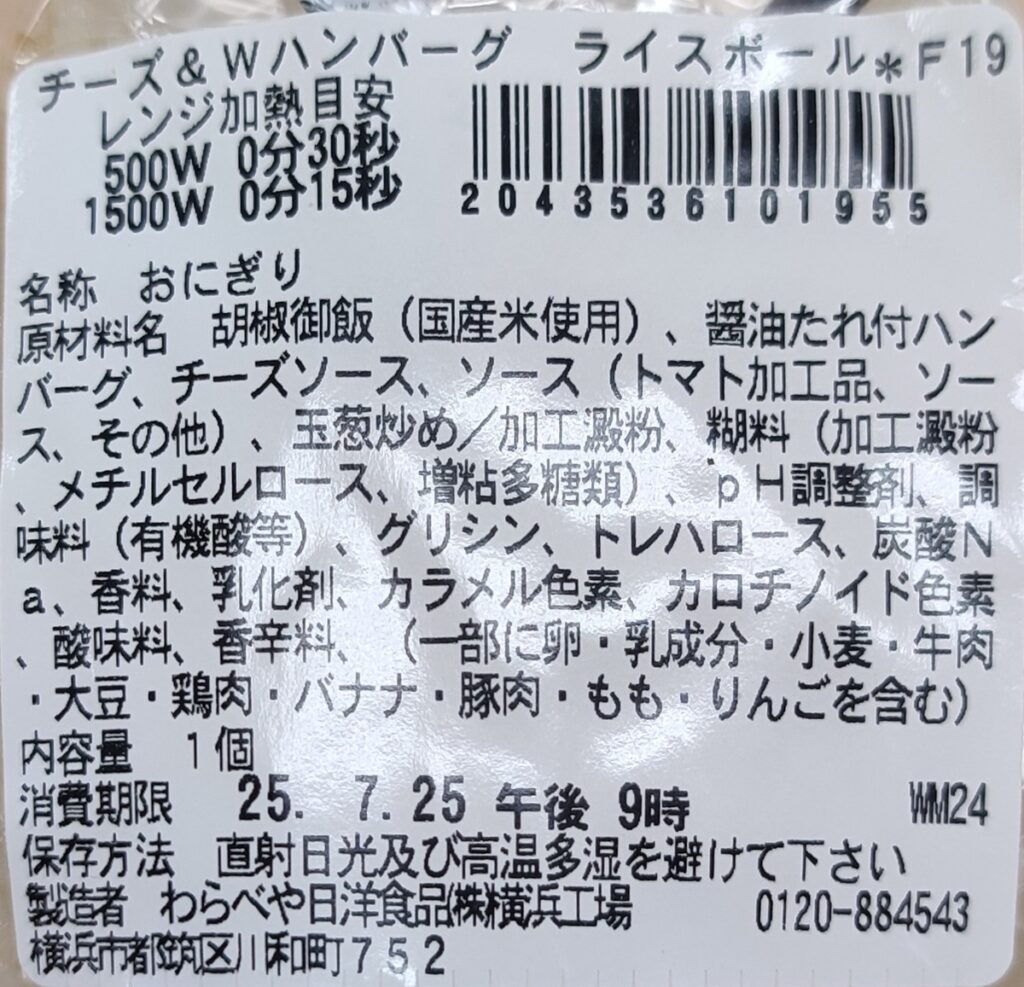 チーズ＆Ｗハンバーグ　ライスボール＊Ｆ１９
レンジ加熱目安
500W 0分30秒
1500W 0分15秒
2043536101955
名称　おにぎり
原材料名　胡椒御飯（国産米使用）、醤油たれ付ハン
バーグ、チーズソース、ソース（トマト加工品、ソー
ス、その他）、玉葱炒め／加工澱粉、糊料（加工澱粉
、メチルセルロース、増粘多糖類）、ｐＨ調整剤、調
味料（有機酸等）、グリシン、トレハロース、炭酸Ｎ
ａ、香料、乳化剤、カラメル色素、カロチノイド色素
、酸味料、香辛料、（一部に卵・乳成分・小麦・牛肉
・大豆・鶏肉・バナナ・豚肉・もも・りんごを含む）
内容量　１個
消費期限　25. 7.25 午後 9時　WM24
保存方法　直射日光及び高温多湿を避けて下さい
製造者　わらべや日洋食品㈱横浜工場　0120-884543
横浜市都筑区川和町７５２